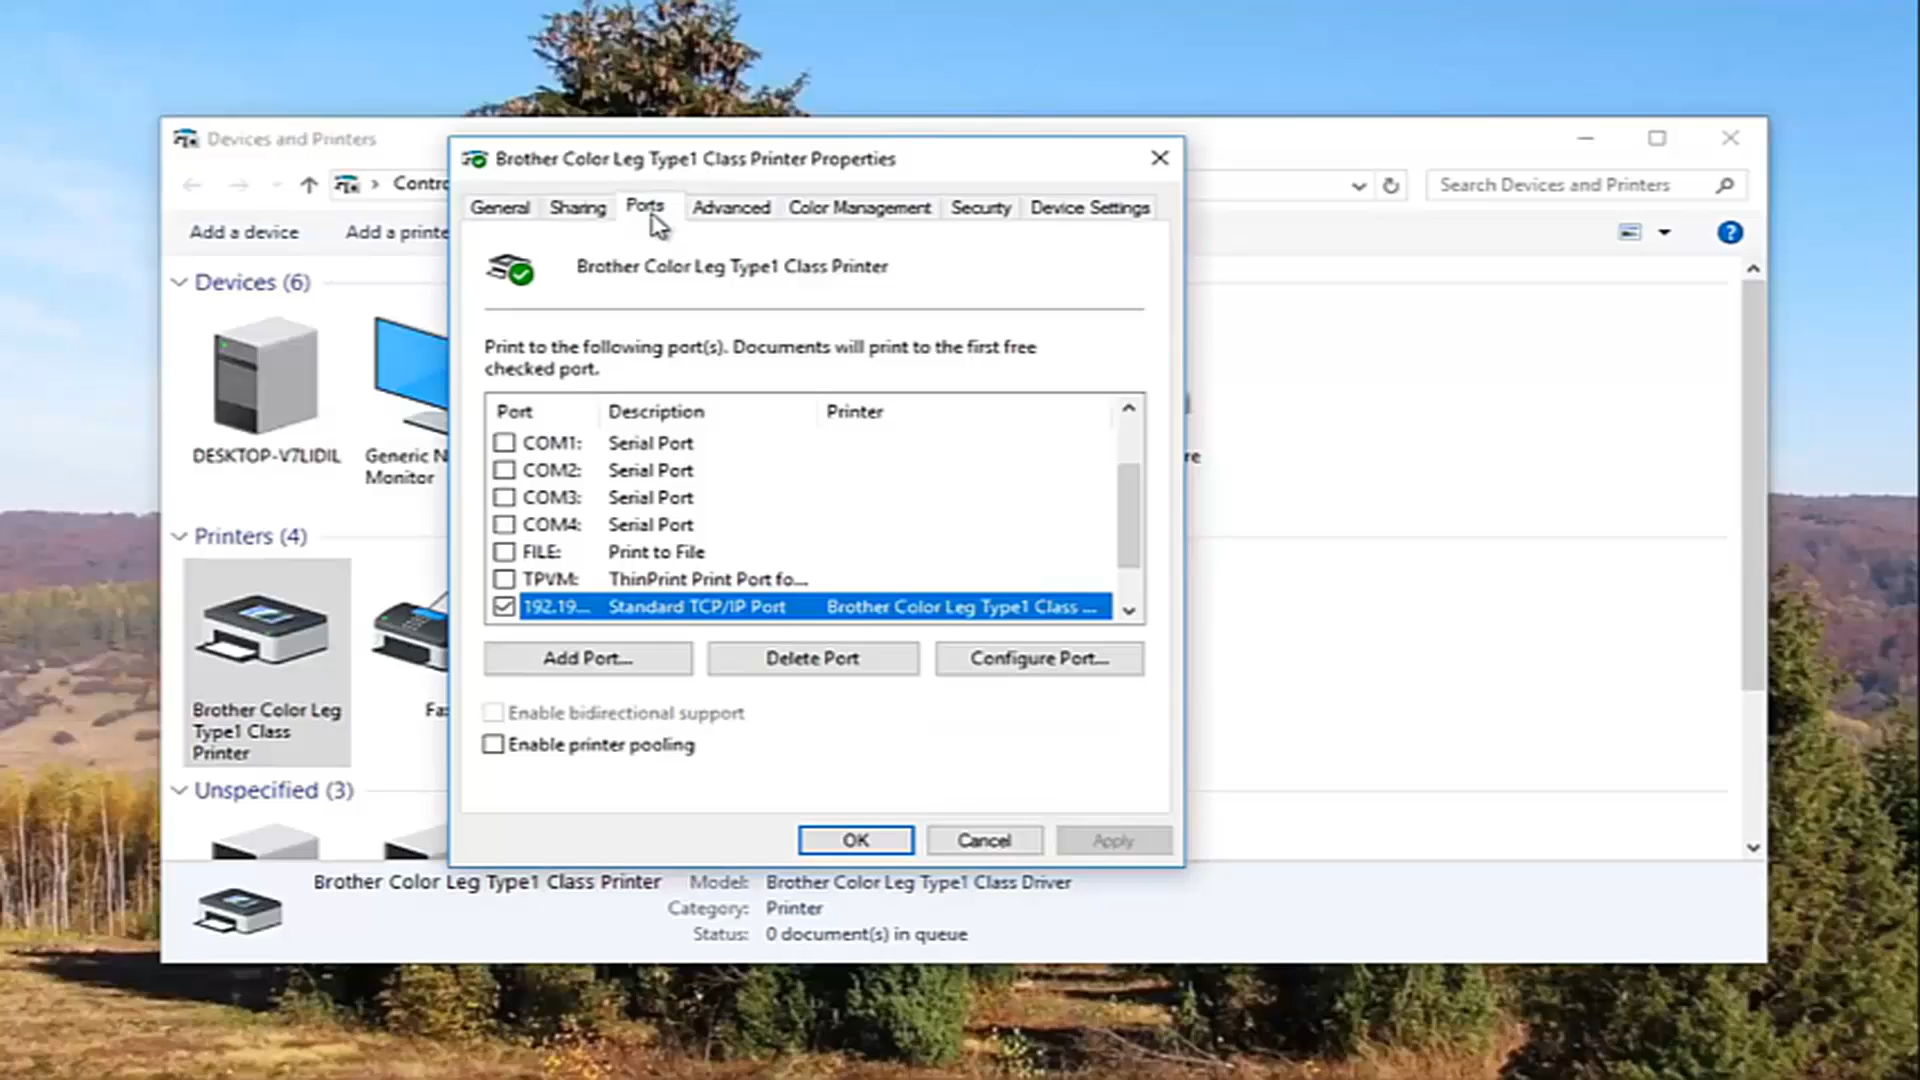 Devices and Printers
Contro
Search Devices and Printers
Add a device
Add a printe
Devices (6)
DESKTOP-V7LIDIL
Generic N
Monitor
re
Printers (4)
Brother Color Leg
Type1 Class
Printer
Fa
Unspecified (3)
Brother Color Leg Type1 Class Printer Properties
General Sharing Ports Advanced Color Management Security Device Settings
Brother Color Leg Type1 Class Printer
Print to the following port(s). Documents will print to the first free
checked port.
Port Description Printer
COM1: Serial Port
COM2: Serial Port
COM3: Serial Port
COM4: Serial Port
FILE: Print to File
TPVM: ThinPrint Print Port fo...
192.19... Standard TCP/IP Port Brother Color Leg Type1 Class ...
Add Port... Delete Port Configure Port...
Enable bidirectional support
Enable printer pooling
OK Cancel Apply
Brother Color Leg Type1 Class Printer
Model: Brother Color Leg Type1 Class Driver
Category: Printer
Status: 0 document(s) in queue